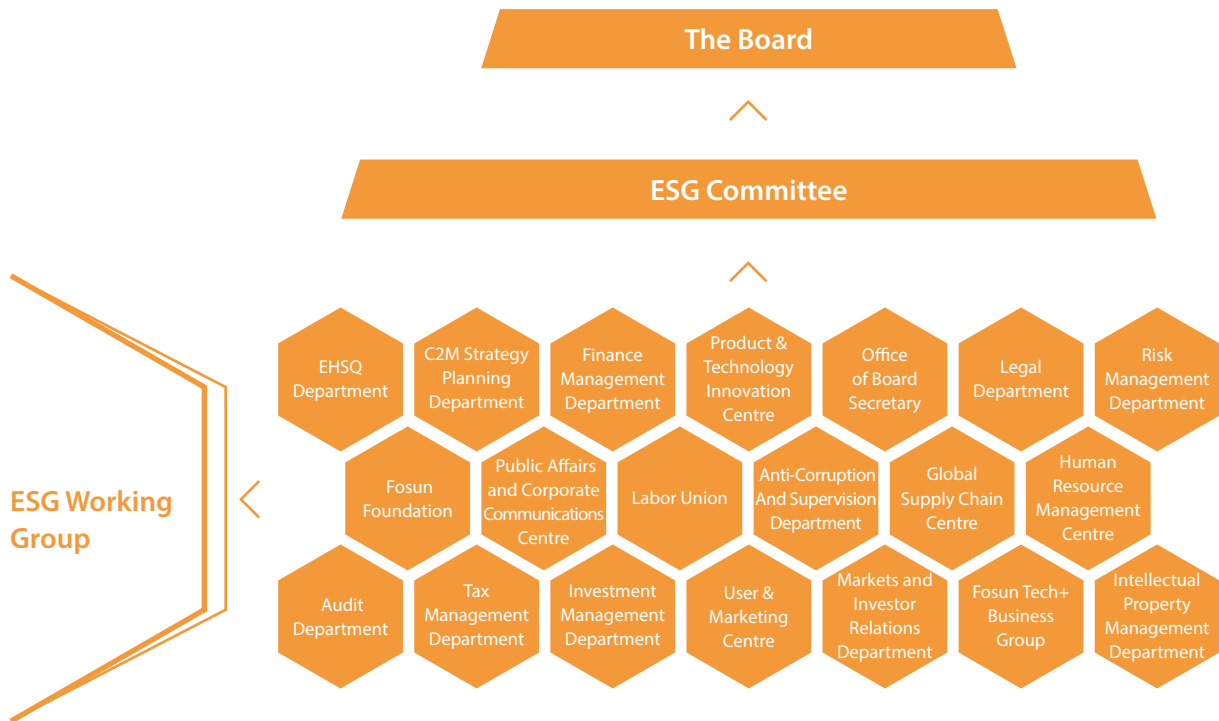 The Board
ESG Committee
ESG Working
Group
EHSQ
Department
C2M Strategy
Planning
Department
Finance
Management
Department
Product &
Technology
Innovation
Centre
Office
of Board
Secretary
Legal
Department
Risk
Management
Department
Fosun
Foundation
Public Affairs
and Corporate
Communications
Centre
Labor Union
Anti-Corruption
And Supervision
Department
Global
Supply Chain
Centre
Human
Resource
Management
Centre
Audit
Department
Tax
Management
Department
Investment
Management
Department
User &
Marketing
Centre
Markets and
Investor
Relations
Department
Fosun Tech+
Business
Group
Intellectual
Property
Management
Department